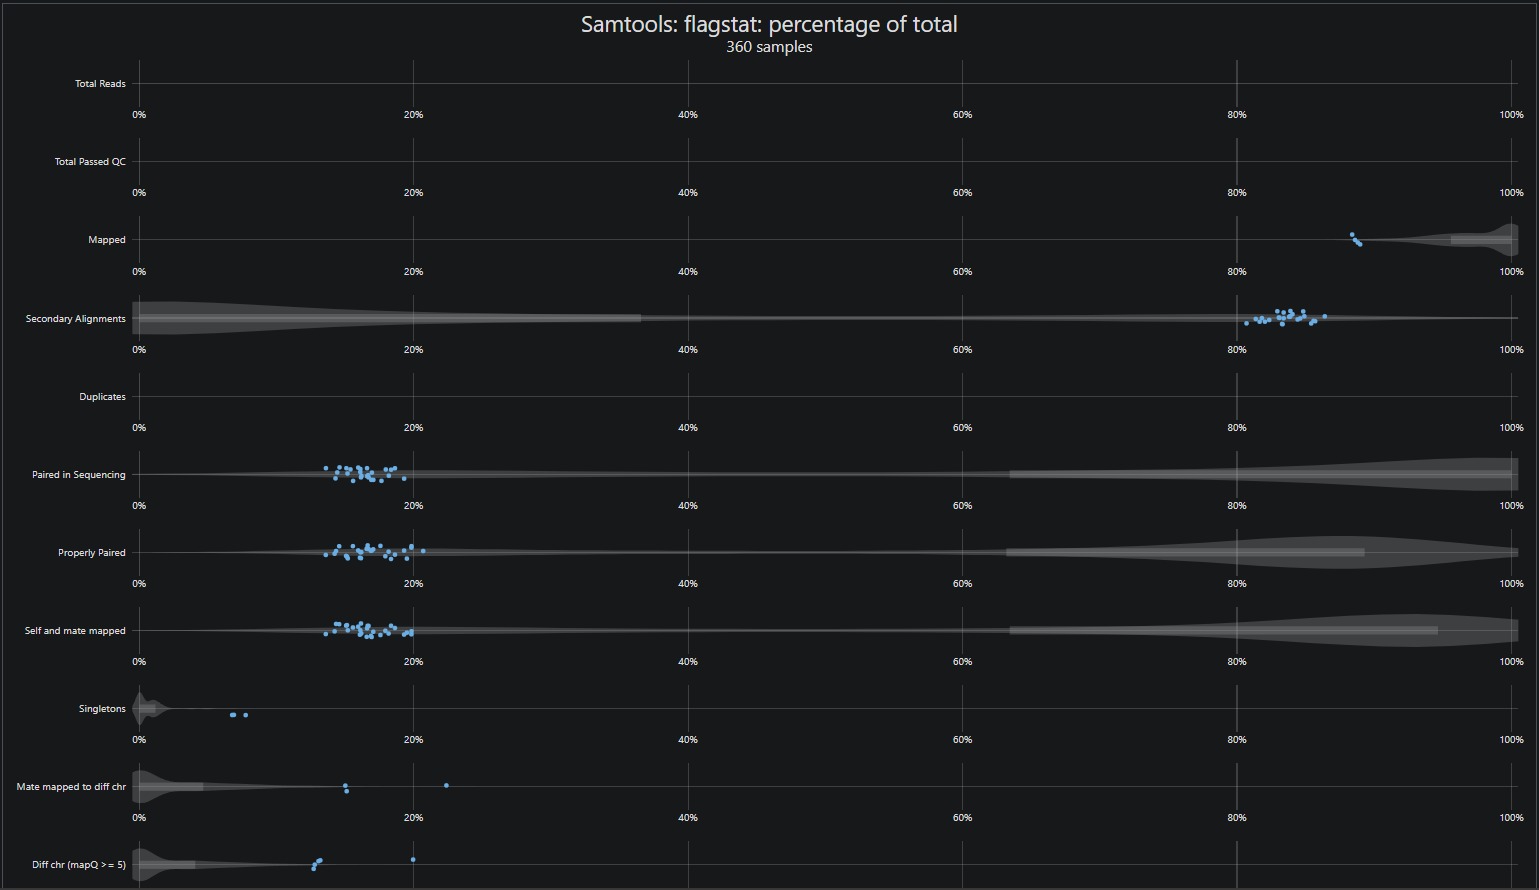 Samtools: flagstat: percentage of total
360 samples
Total Reads
0% 20% 40% 60% 80% 100%
Total Passed QC
0% 20% 40% 60% 80% 100%
Mapped
0% 20% 40% 60% 80% 100%
Secondary Alignments
0% 20% 40% 60% 80% 100%
Duplicates
0% 20% 40% 60% 80% 100%
Paired in Sequencing
0% 20% 40% 60% 80% 100%
Properly Paired
0% 20% 40% 60% 80% 100%
Self and mate mapped
0% 20% 40% 60% 80% 100%
Singletons
0% 20% 40% 60% 80% 100%
Mate mapped to diff chr
0% 20% 40% 60% 80% 100%
Diff chr (mapQ >= 5)